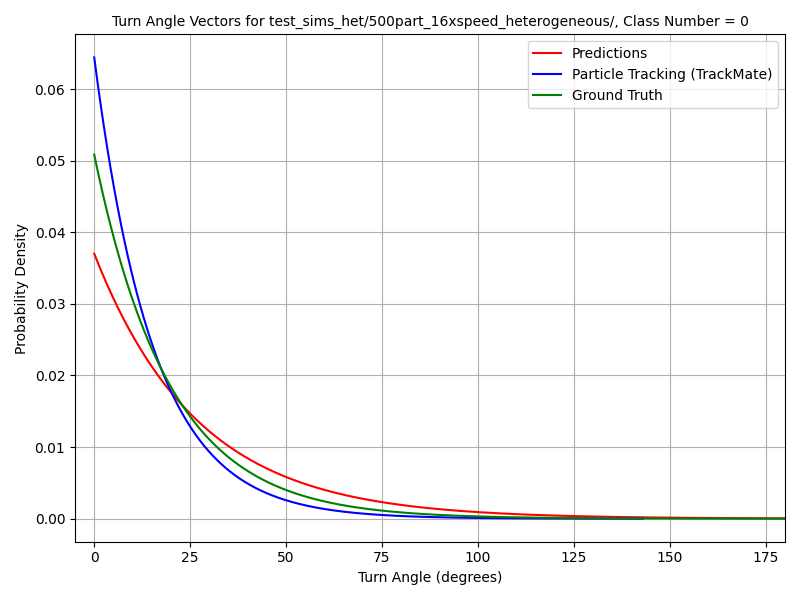 Turn Angle Vectors for test_sims_het/500part_16xspeed_heterogeneous/, Class Number = 0
Predictions
Particle Tracking (TrackMate)
Ground Truth
Probability Density
0.06
0.05
0.04
0.03
0.02
0.01
0.00
0 25 50 75 100 125 150 175
Turn Angle (degrees)